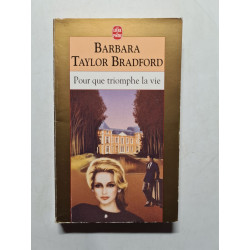 BARBARA
TAYLOR BRADFORD
Pour que triomphe la vie